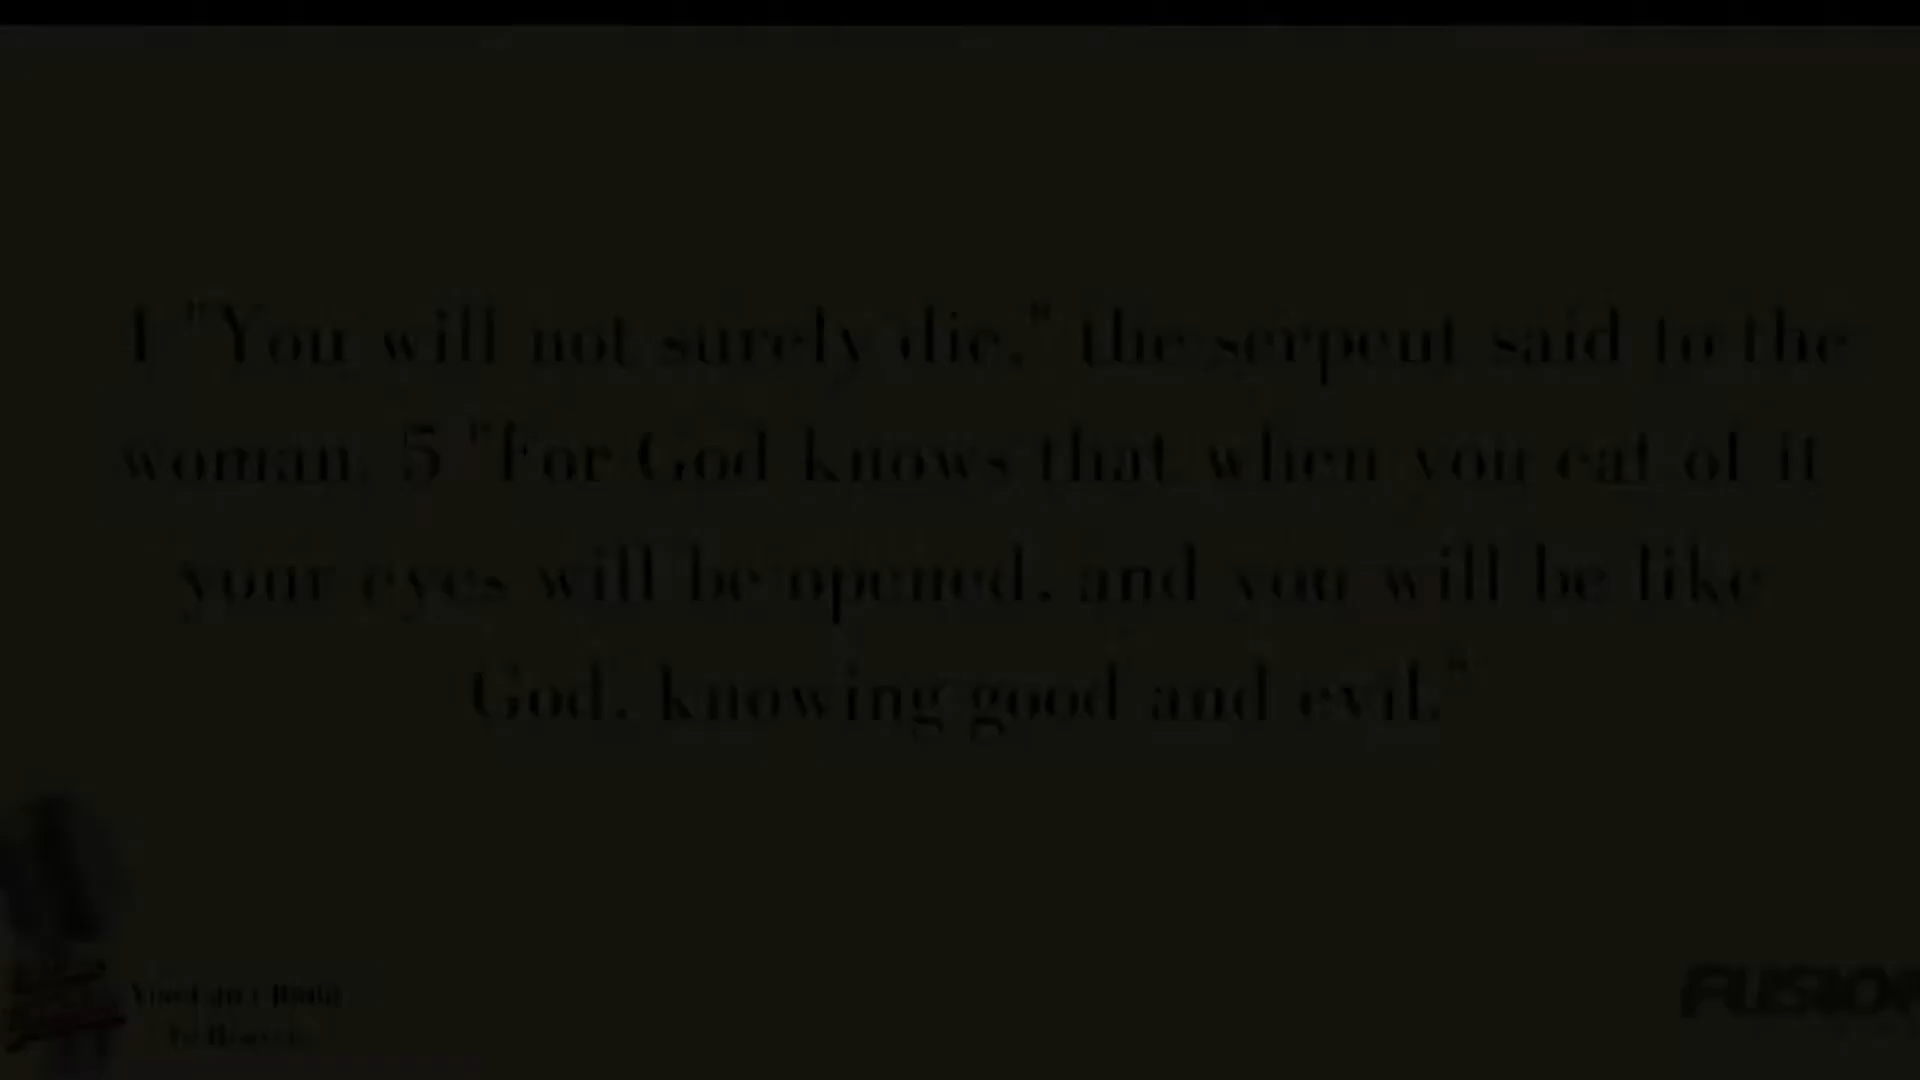 4 "You will not surely die," the serpent said to the
woman. 5 "For God knows that when you eat of it
your eyes will be opened, and you will be like
God, knowing good and evil."
FUSION